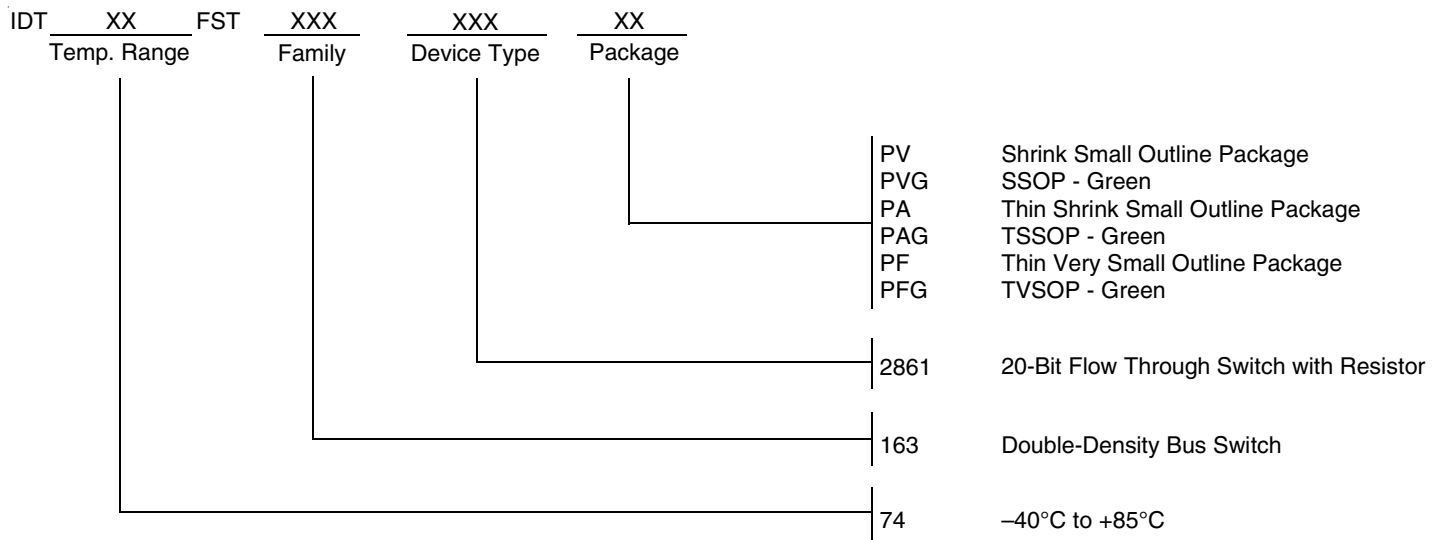 IDT XX FST XXX XXX XX
Temp. Range Family Device Type Package
PV Shrink Small Outline Package
PVG SSOP - Green
PA Thin Shrink Small Outline Package
PAG TSSOP - Green
PF Thin Very Small Outline Package
PFG TVSOP - Green
2861 20-Bit Flow Through Switch with Resistor
163 Double-Density Bus Switch
74 –40°C to +85°C